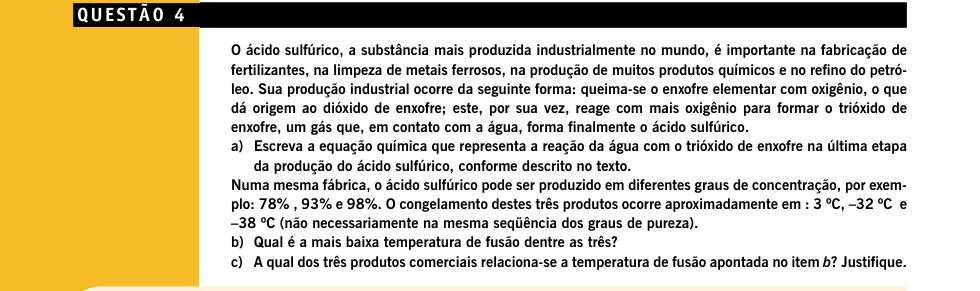 QUESTÃO 4
O ácido sulfúrico, a substância mais produzida industrialmente no mundo, é importante na fabricação de
fertilizantes, na limpeza de metais ferrosos, na produção de muitos produtos químicos e no refino do petró-
leo. Sua produção industrial ocorre da seguinte forma: queima-se o enxofre elementar com oxigênio, o que
dá origem ao dióxido de enxofre; este, por sua vez, reage com mais oxigênio para formar o trióxido de
enxofre, um gás que, em contato com a água, forma finalmente o ácido sulfúrico.
a) Escreva a equação química que representa a reação da água com o trióxido de enxofre na última etapa
da produção do ácido sulfúrico, conforme descrito no texto.
Numa mesma fábrica, o ácido sulfúrico pode ser produzido em diferentes graus de concentração, por exem-
plo: 78% , 93% e 98%. O congelamento destes três produtos ocorre aproximadamente em : 3 ºC, –32 ºC e
–38 ºC (não necessariamente na mesma seqüência dos graus de pureza).
b) Qual é a mais baixa temperatura de fusão dentre as três?
c) A qual dos três produtos comerciais relaciona-se a temperatura de fusão apontada no item b? Justifique.